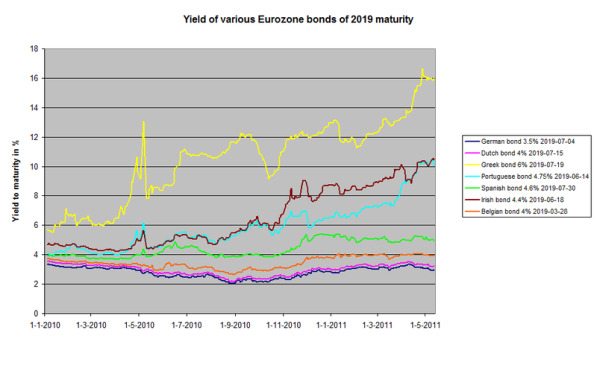 Yield of various Eurozone bonds of 2019 maturity
Yield to maturity in %
18
16
14
12
10
8
6
4
2
0
1-1-2010
1-3-2010
1-5-2010
1-7-2010
1-9-2010
1-11-2010
1-1-2011
1-3-2011
1-5-2011
German bond 3.5% 2019-07-04
Dutch bond 4% 2019-07-15
Greek bond 6% 2019-07-19
Portuguese bond 4.75% 2019-06-14
Spanish bond 4.6% 2019-07-30
Irish bond 4.4% 2019-06-18
Belgian bond 4% 2019-03-28